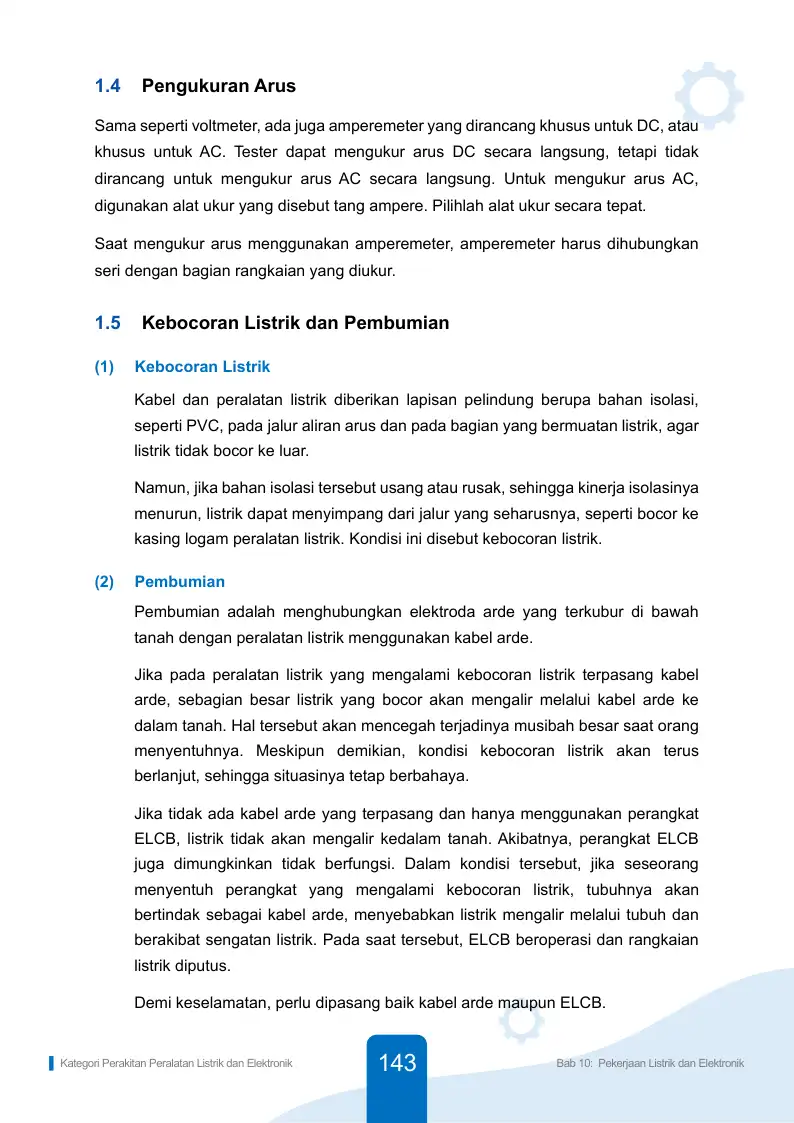 1.4 Pengukuran Arus
Sama seperti voltmeter, ada juga amperemeter yang dirancang khusus untuk DC, atau
khusus untuk AC. Tester dapat mengukur arus DC secara langsung, tetapi tidak
dirancang untuk mengukur arus AC secara langsung. Untuk mengukur arus AC,
digunakan alat ukur yang disebut tang ampere. Pilihlah alat ukur secara tepat.
Saat mengukur arus menggunakan amperemeter, amperemeter harus dihubungkan
seri dengan bagian rangkaian yang diukur.
1.5 Kebocoran Listrik dan Pembumian
(1) Kebocoran Listrik
Kabel dan peralatan listrik diberikan lapisan pelindung berupa bahan isolasi,
seperti PVC, pada jalur aliran arus dan pada bagian yang bermuatan listrik, agar
listrik tidak bocor ke luar.
Namun, jika bahan isolasi tersebut usang atau rusak, sehingga kinerja isolasinya
menurun, listrik dapat menyimpang dari jalur yang seharusnya, seperti bocor ke
kasing logam peralatan listrik. Kondisi ini disebut kebocoran listrik.
(2) Pembumian
Pembumian adalah menghubungkan elektroda arde yang terkubur di bawah
tanah dengan peralatan listrik menggunakan kabel arde.
Jika pada peralatan listrik yang mengalami kebocoran listrik terpasang kabel
arde, sebagian besar listrik yang bocor akan mengalir melalui kabel arde ke
dalam tanah. Hal tersebut akan mencegah terjadinya musibah besar saat orang
menyentuhnya. Meskipun demikian, kondisi kebocoran listrik akan terus
berlanjut, sehingga situasinya tetap berbahaya.
Jika tidak ada kabel arde yang terpasang dan hanya menggunakan perangkat
ELCB, listrik tidak akan mengalir kedalam tanah. Akibatnya, perangkat ELCB
juga dimungkinkan tidak berfungsi. Dalam kondisi tersebut, jika seseorang
menyentuh perangkat yang mengalami kebocoran listrik, tubuhnya akan
bertindak sebagai kabel arde, menyebabkan listrik mengalir melalui tubuh dan
berakibat sengatan listrik. Pada saat tersebut, ELCB beroperasi dan rangkaian
listrik diputus.
Demi keselamatan, perlu dipasang baik kabel arde maupun ELCB.
Kategori Perakitan Peralatan Listrik dan Elektronik
143
Bab 10: Pekerjaan Listrik dan Elektronik